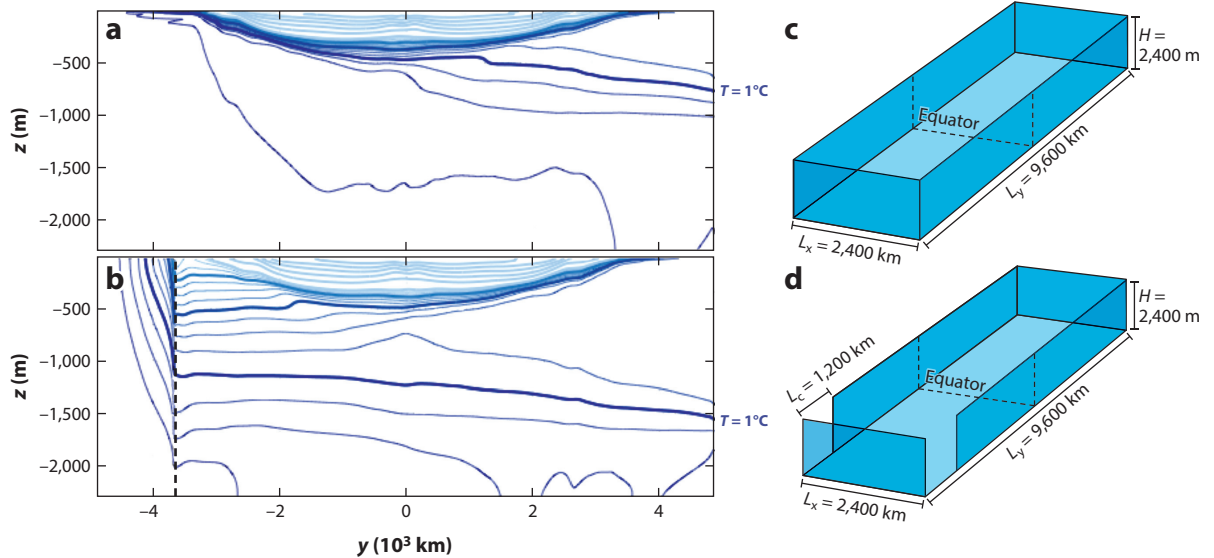 a
−500
−1,000
−1,500
−2,000
z (m)
T = 1°C
b
−500
−1,000
−1,500
−2,000
z (m)
T = 1°C
−4
−2
0
2
4
y (10³ km)
c
H =
2,400 m
Equator
Ly = 9,600 km
Lx = 2,400 km
d
H =
2,400 m
Lc = 1,200 km
Equator
Ly = 9,600 km
Lx = 2,400 km